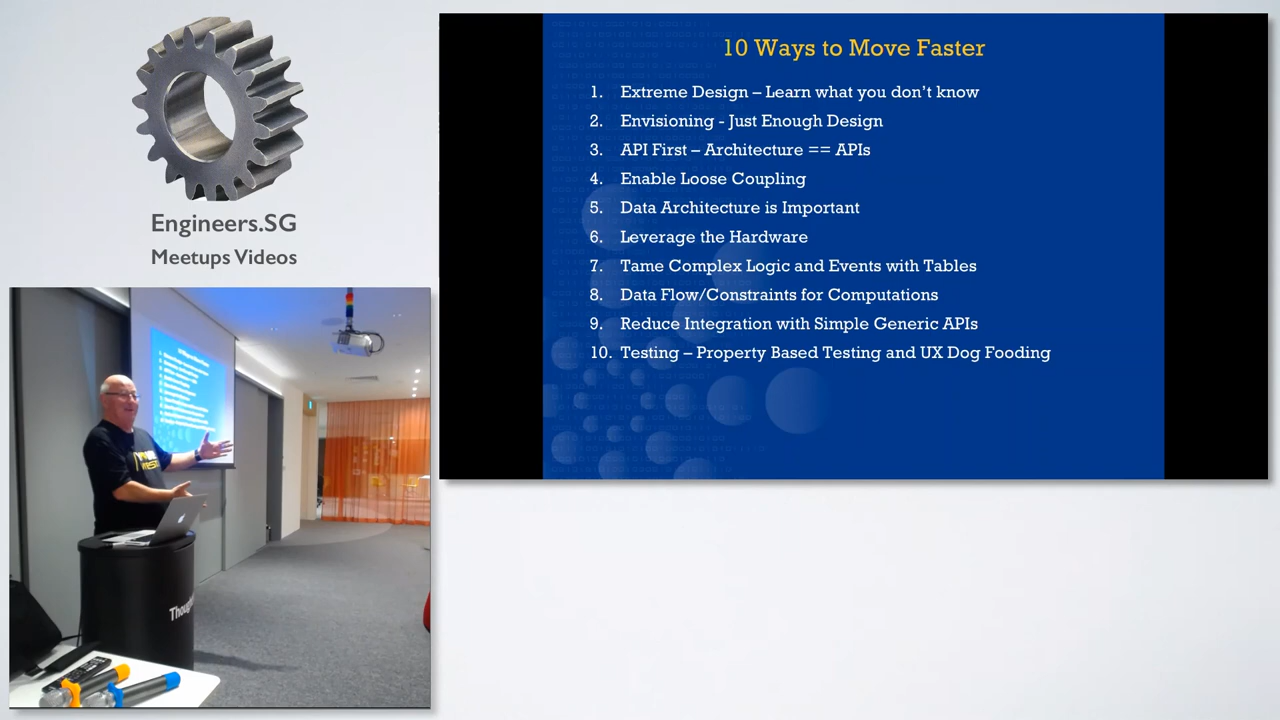 Engineers.SG
Meetups Videos
10 Ways to Move Faster
1. Extreme Design – Learn what you don't know
2. Envisioning - Just Enough Design
3. API First – Architecture == APIs
4. Enable Loose Coupling
5. Data Architecture is Important
6. Leverage the Hardware
7. Tame Complex Logic and Events with Tables
8. Data Flow/Constraints for Computations
9. Reduce Integration with Simple Generic APIs
10. Testing – Property Based Testing and UX Dog Fooding